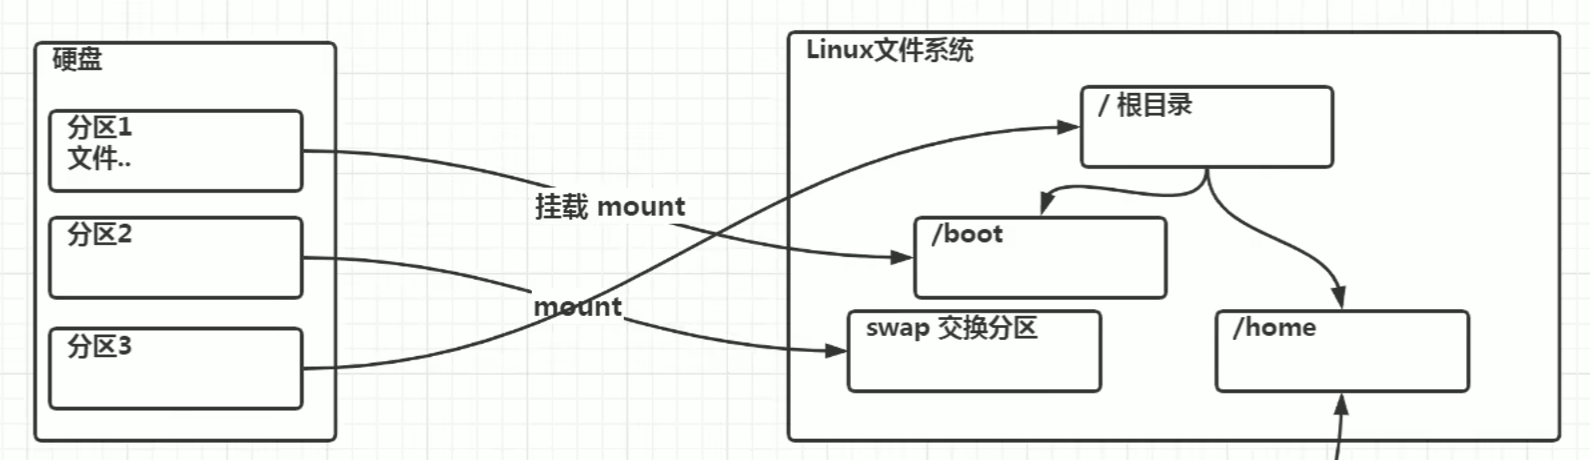 硬盘
分区1
文件..
分区2
分区3
挂载 mount
mount
Linux文件系统
/ 根目录
/boot
swap 交换分区
/home